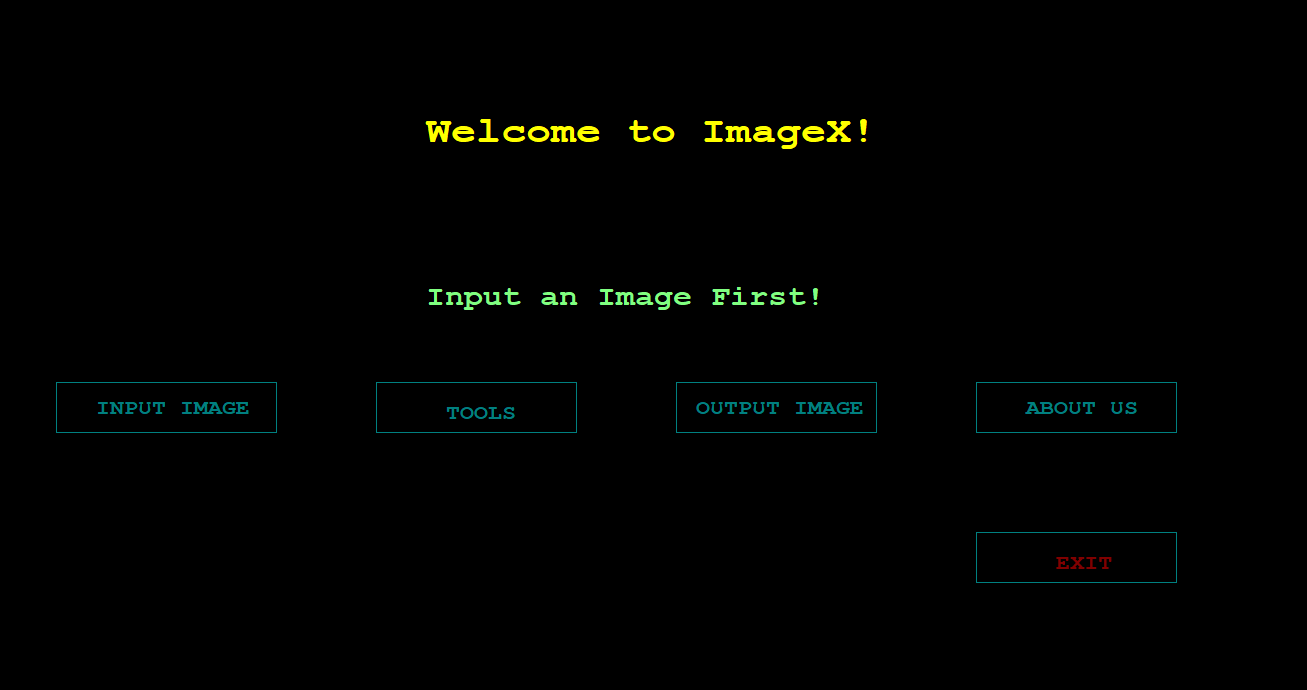 Welcome to ImageX!
Input an Image First!
INPUT IMAGE
TOOLS
OUTPUT IMAGE
ABOUT US
EXIT